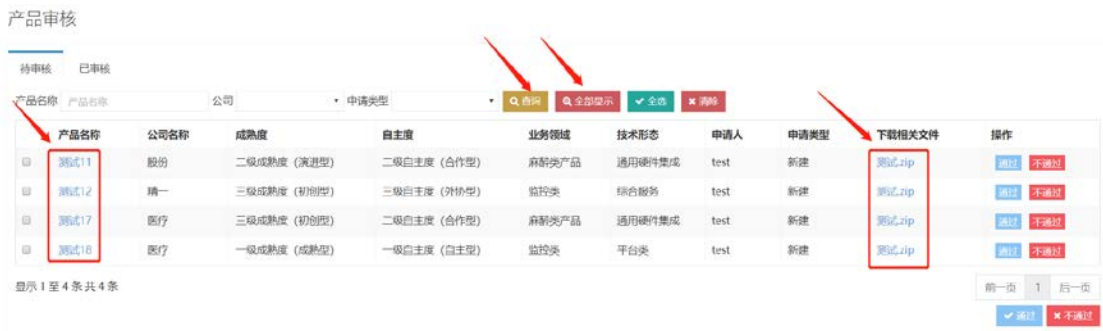 产品审核
待审核 已审核
产品名称 产品名称 公司 申请类型 查询 全部显示 全选 清除
产品名称 公司名称 成熟度 自主度 业务领域 技术形态 申请人 申请类型 下载相关文件 操作
测试11 股份 二级成熟度（演进型） 二级自主度（合作型） 麻醉类产品 通用硬件集成 test 新建 测试.zip 通过 不通过
测试12 精一 三级成熟度（初创型） 三级自主度（外协型） 监控类 综合服务 test 新建 测试.zip 通过 不通过
测试17 医疗 三级成熟度（初创型） 二级自主度（合作型） 麻醉类产品 通用硬件集成 test 新建 测试.zip 通过 不通过
测试18 医疗 一级成熟度（成熟型） 一级自主度（自主型） 监控类 平台类 test 新建 测试.zip 通过 不通过
显示 1 至 4 条 共 4 条
前一页 1 后一页
通过 不通过